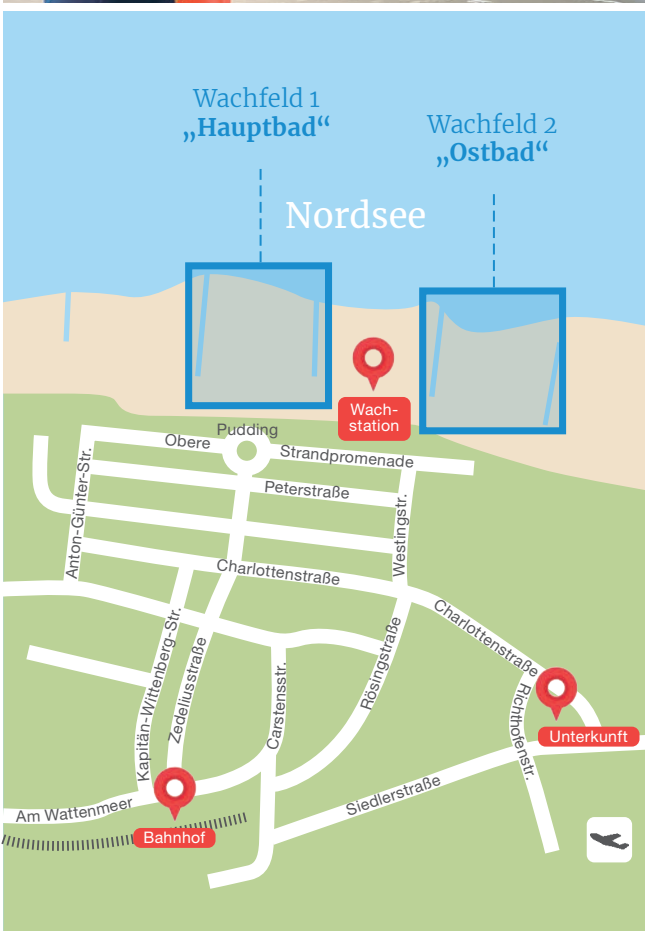 Wachfeld 1
„Hauptbad“
Wachfeld 2
„Ostbad“
Nordsee
Wach-
station
Pudding
Obere
Strandpromenade
Peterstraße
Anton-Günter-Str.
Westingstr.
Charlottenstraße
Charlottenstraße
Kapitän-Wittenberg-Str.
Zedeliusstraße
Carstensstr.
Rösingstraße
Richthofenstr.
Unterkunft
Siedlerstraße
Am Wattenmeer
Bahnhof